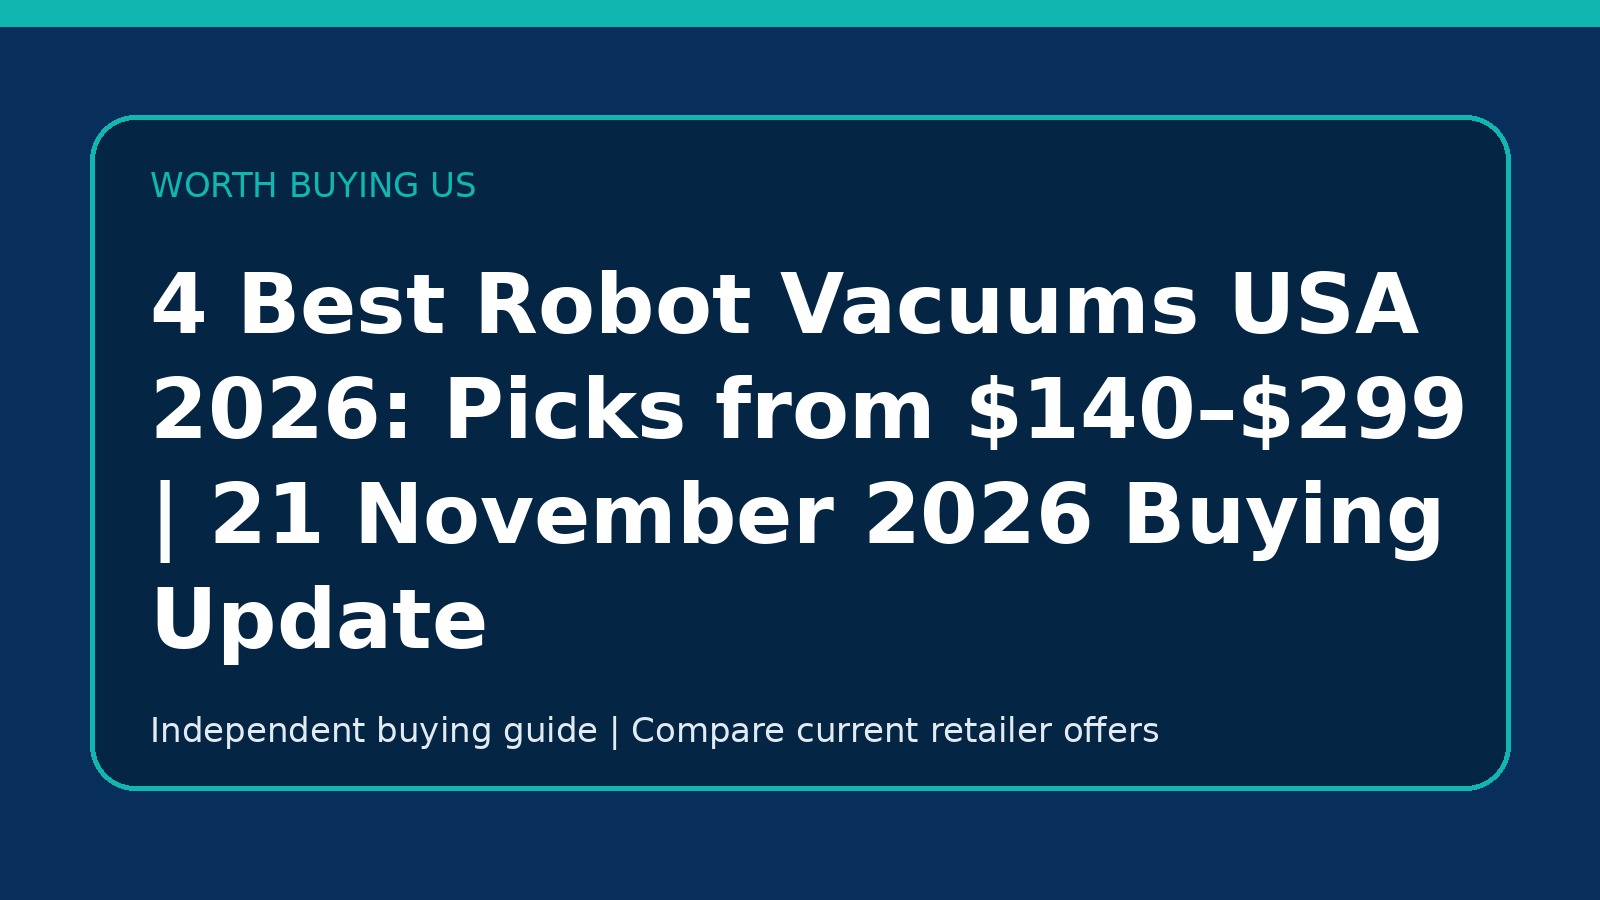 WORTH BUYING US
4 Best Robot Vacuums USA
2026: Picks from $140–$299
| 21 November 2026 Buying
Update
Independent buying guide | Compare current retailer offers